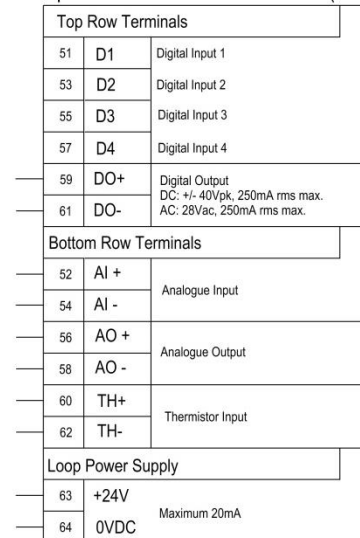 Top Row Terminals
51 D1 Digital Input 1
53 D2 Digital Input 2
55 D3 Digital Input 3
57 D4 Digital Input 4
59 DO+ Digital Output
DC: +/- 40Vpk, 250mA rms max.
61 DO- AC: 28Vac, 250mA rms max.
Bottom Row Terminals
52 AI +
Analogue Input
54 AI -
56 AO +
Analogue Output
58 AO -
60 TH+
Thermistor Input
62 TH-
Loop Power Supply
63 +24V
Maximum 20mA
64 0VDC